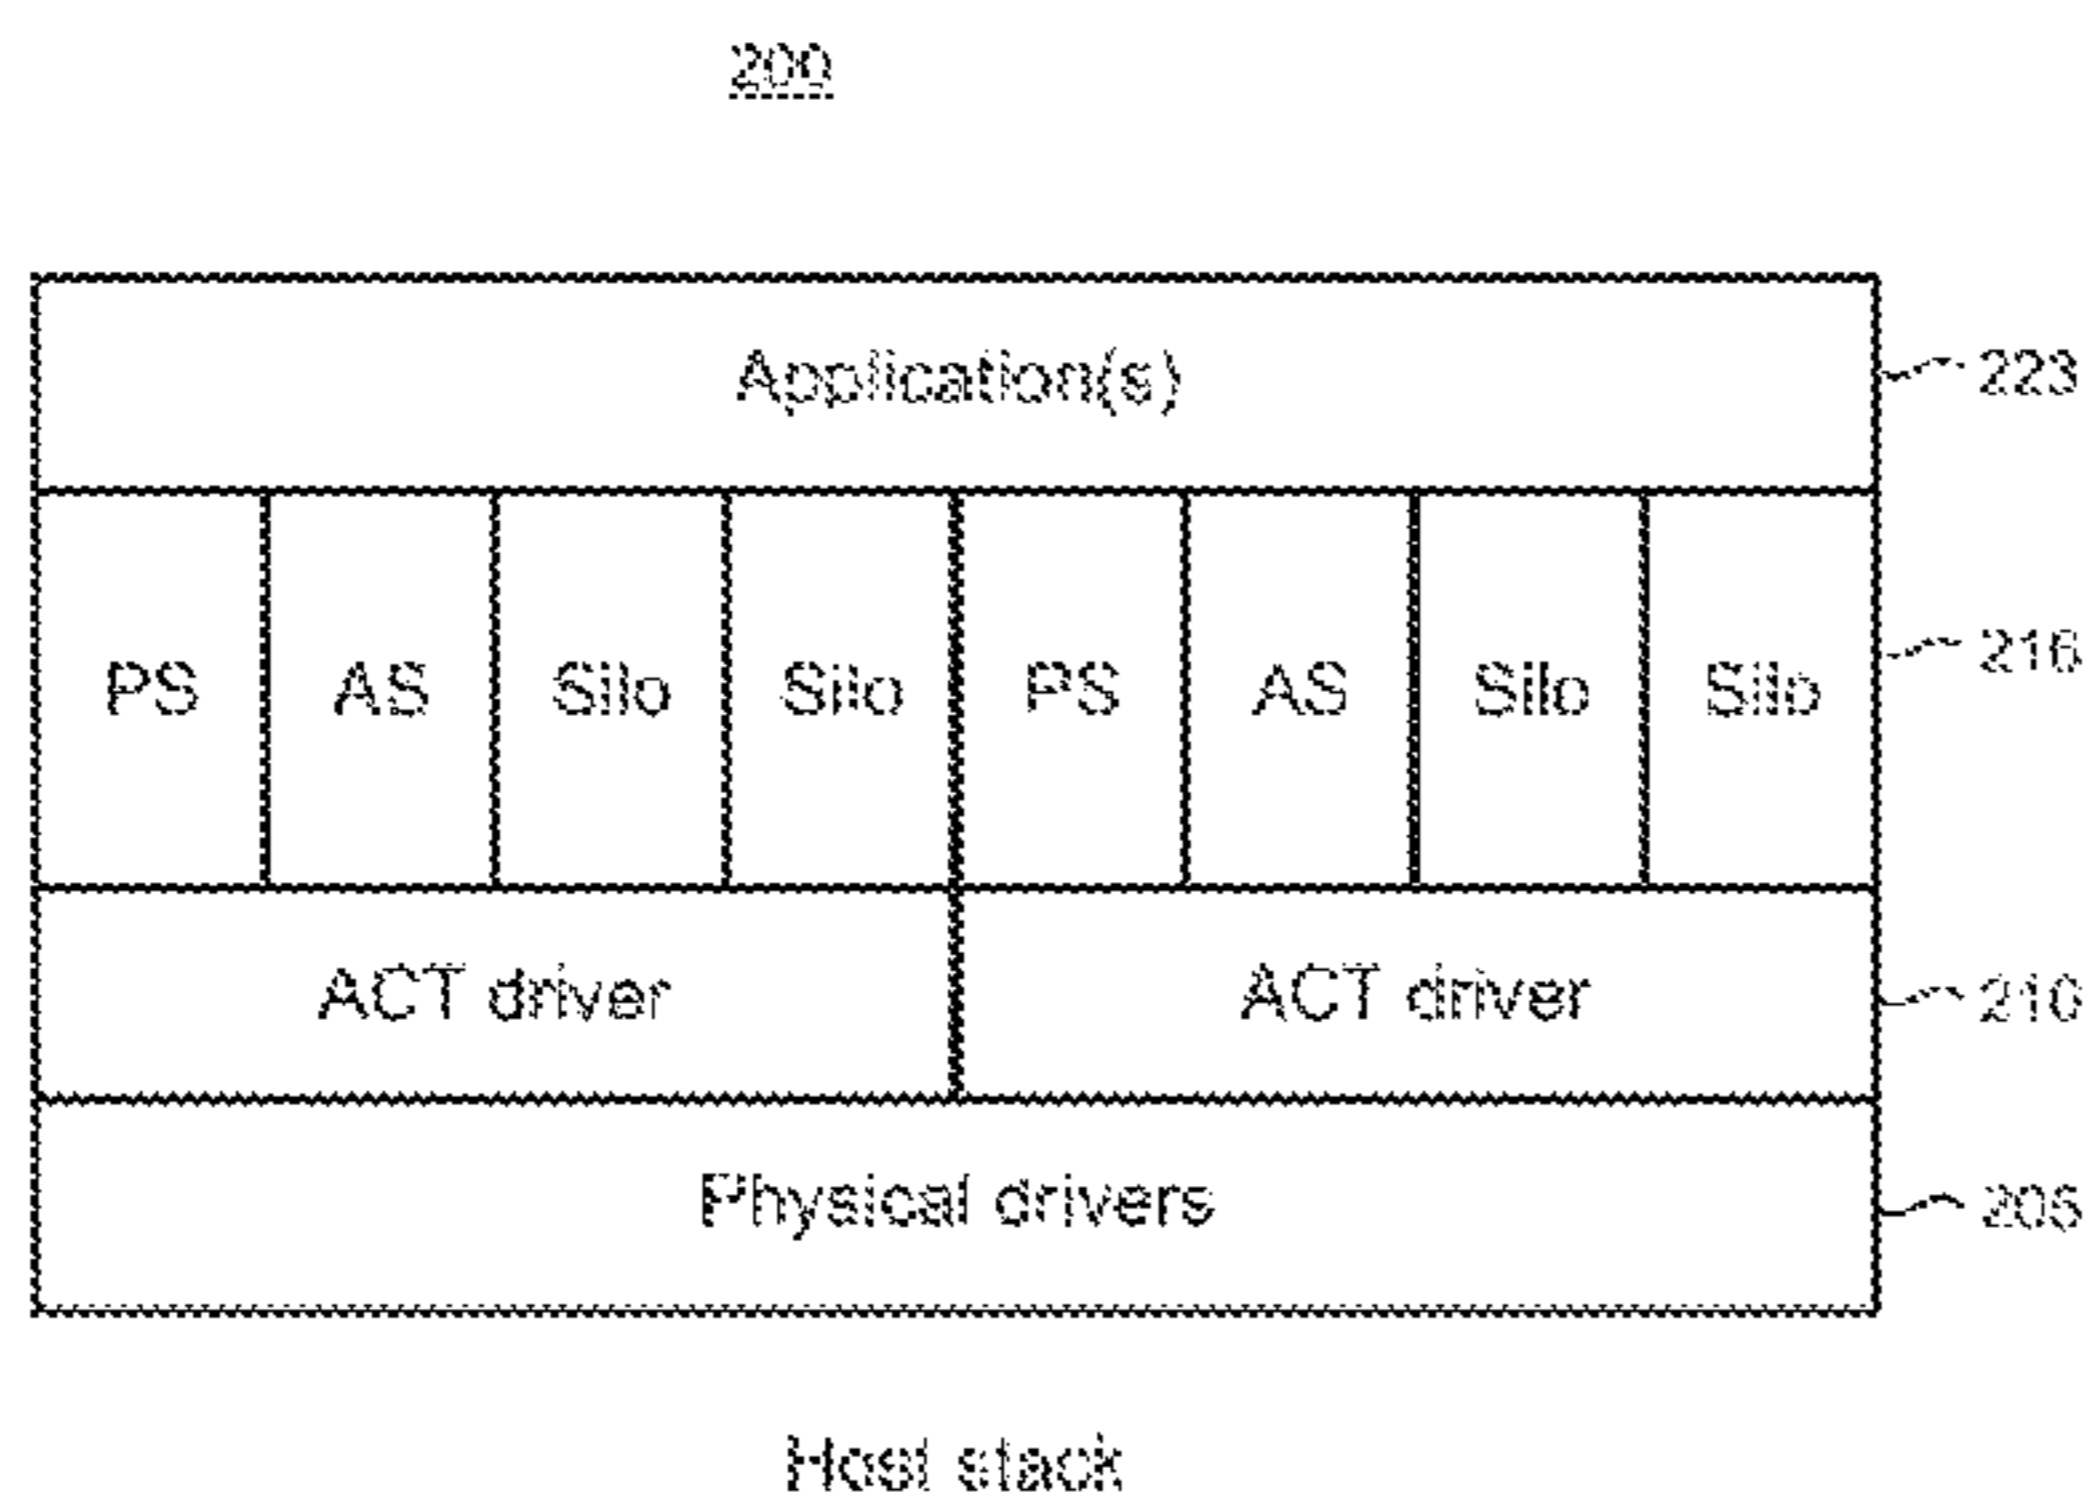 200
Application(s) 223
PS AS Silo Silo PS AS Silo Silo 216
ACT driver ACT driver 210
Physical drivers 205
Host stack